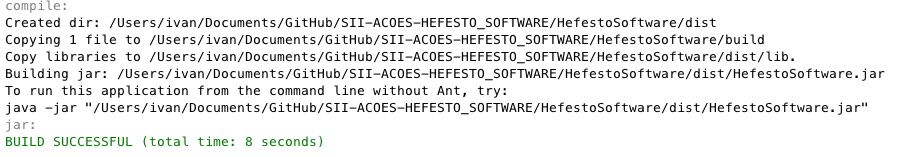 compile:
Created dir: /Users/ivan/Documents/GitHub/SII-ACOES-HEFESTO_SOFTWARE/HefestoSoftware/dist
Copying 1 file to /Users/ivan/Documents/GitHub/SII-ACOES-HEFESTO_SOFTWARE/HefestoSoftware/build
Copy libraries to /Users/ivan/Documents/GitHub/SII-ACOES-HEFESTO_SOFTWARE/HefestoSoftware/dist/lib.
Building jar: /Users/ivan/Documents/GitHub/SII-ACOES-HEFESTO_SOFTWARE/HefestoSoftware/dist/HefestoSoftware.jar
To run this application from the command line without Ant, try:
java -jar "/Users/ivan/Documents/GitHub/SII-ACOES-HEFESTO_SOFTWARE/HefestoSoftware/dist/HefestoSoftware.jar"
jar:
BUILD SUCCESSFUL (total time: 8 seconds)